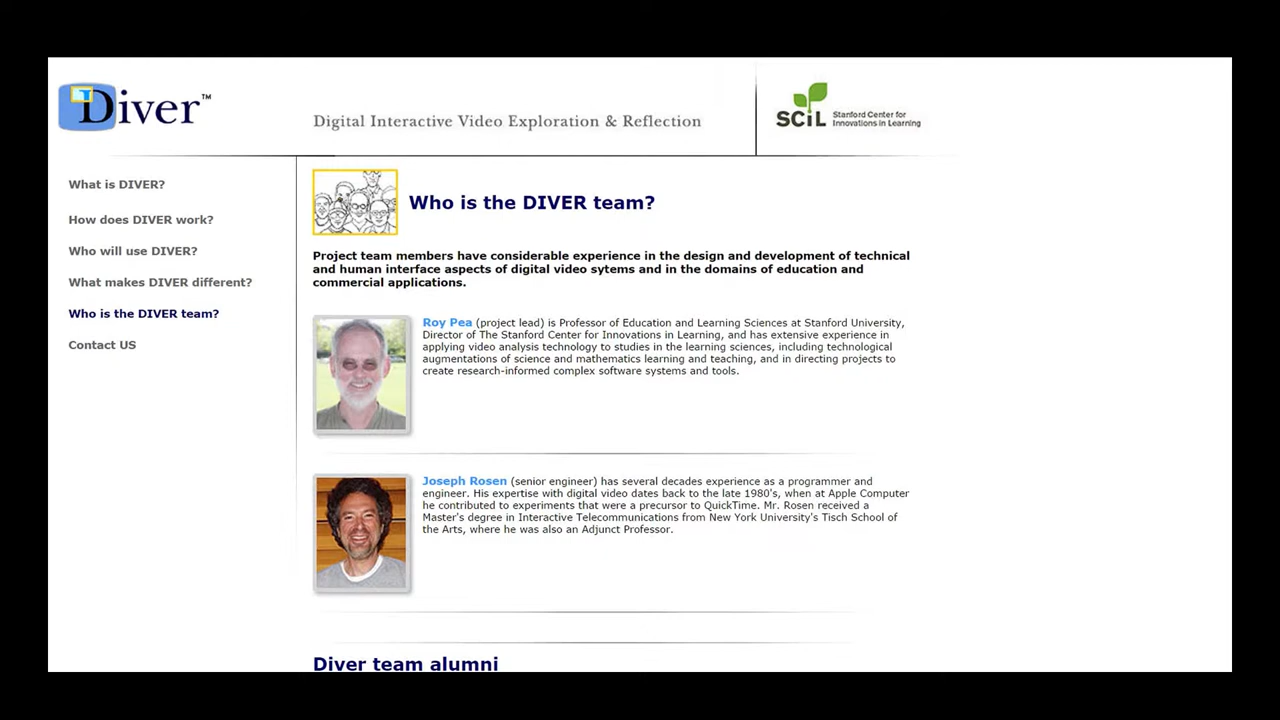 Diver™
Digital Interactive Video Exploration & Reflection
SCIL Stanford Center for
Innovations in Learning
What is DIVER?
How does DIVER work?
Who will use DIVER?
What makes DIVER different?
Who is the DIVER team?
Contact US
Who is the DIVER team?
Project team members have considerable experience in the design and development of technical
and human interface aspects of digital video sytems and in the domains of education and
commercial applications.
Roy Pea (project lead) is Professor of Education and Learning Sciences at Stanford University,
Director of The Stanford Center for Innovations in Learning, and has extensive experience in
applying video analysis technology to studies in the learning sciences, including technological
augmentations of science and mathematics learning and teaching, and in directing projects to
create research-informed complex software systems and tools.
Joseph Rosen (senior engineer) has several decades experience as a programmer and
engineer. His expertise with digital video dates back to the late 1980's, when at Apple Computer
he contributed to experiments that were a precursor to QuickTime. Mr. Rosen received a
Master's degree in Interactive Telecommunications from New York University's Tisch School of
the Arts, where he was also an Adjunct Professor.
Diver team alumni